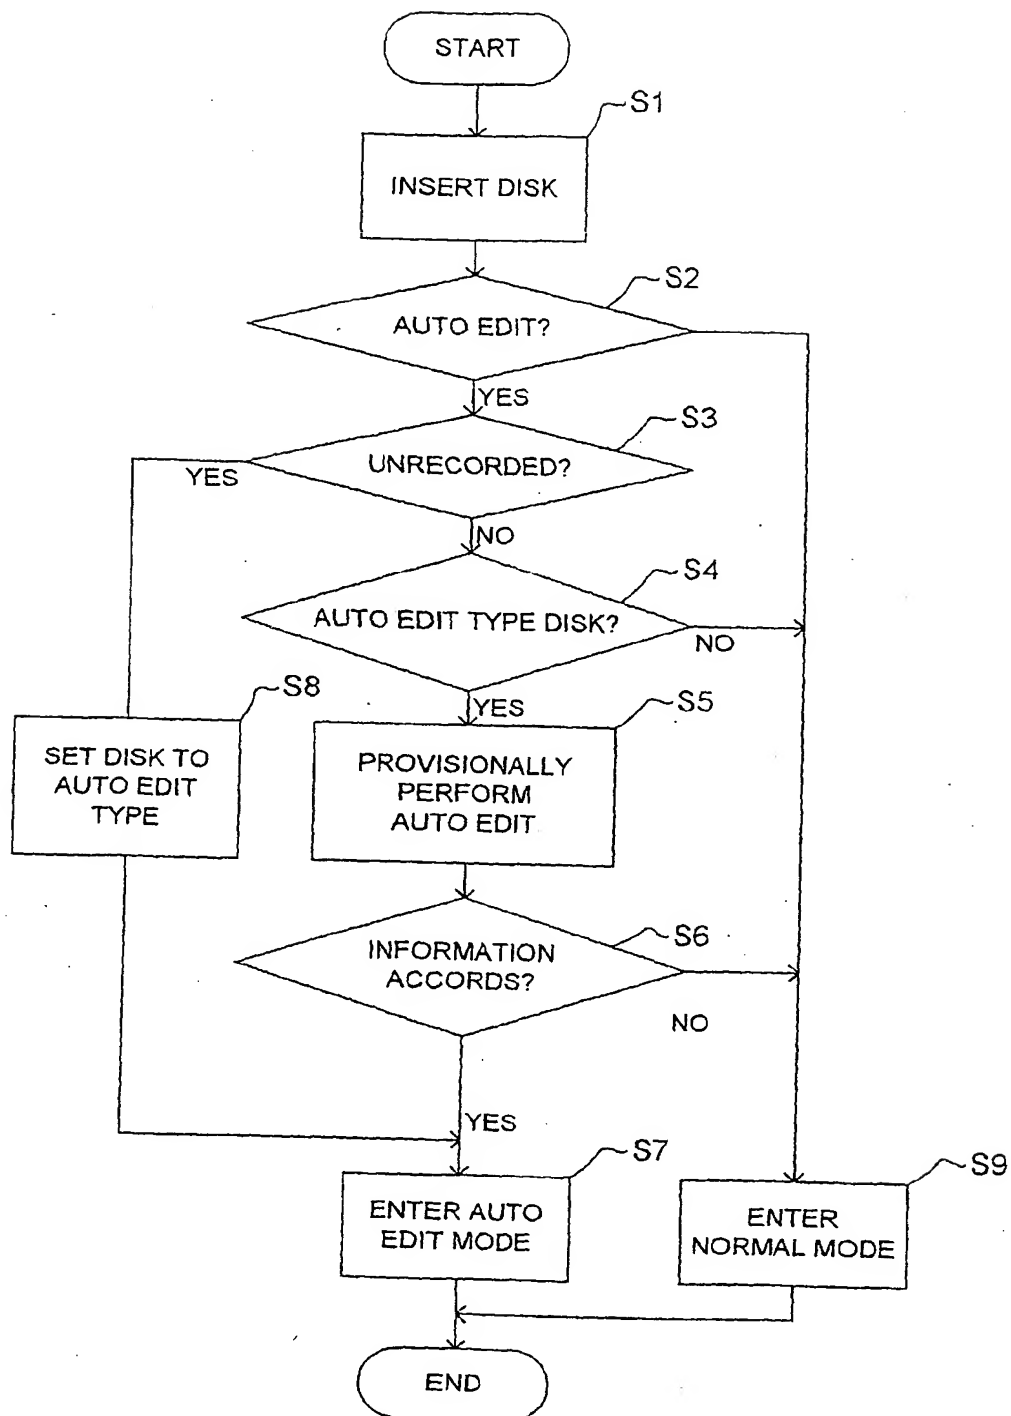 START
S1
INSERT DISK
S2
AUTO EDIT?
YES
S3
UNRECORDED?
YES
NO
S4
AUTO EDIT TYPE DISK?
NO
YES
S8
S5
SET DISK TO
AUTO EDIT
TYPE
PROVISIONALLY
PERFORM
AUTO EDIT
S6
INFORMATION
ACCORDS?
NO
YES
S7
S9
ENTER AUTO
EDIT MODE
ENTER
NORMAL MODE
END